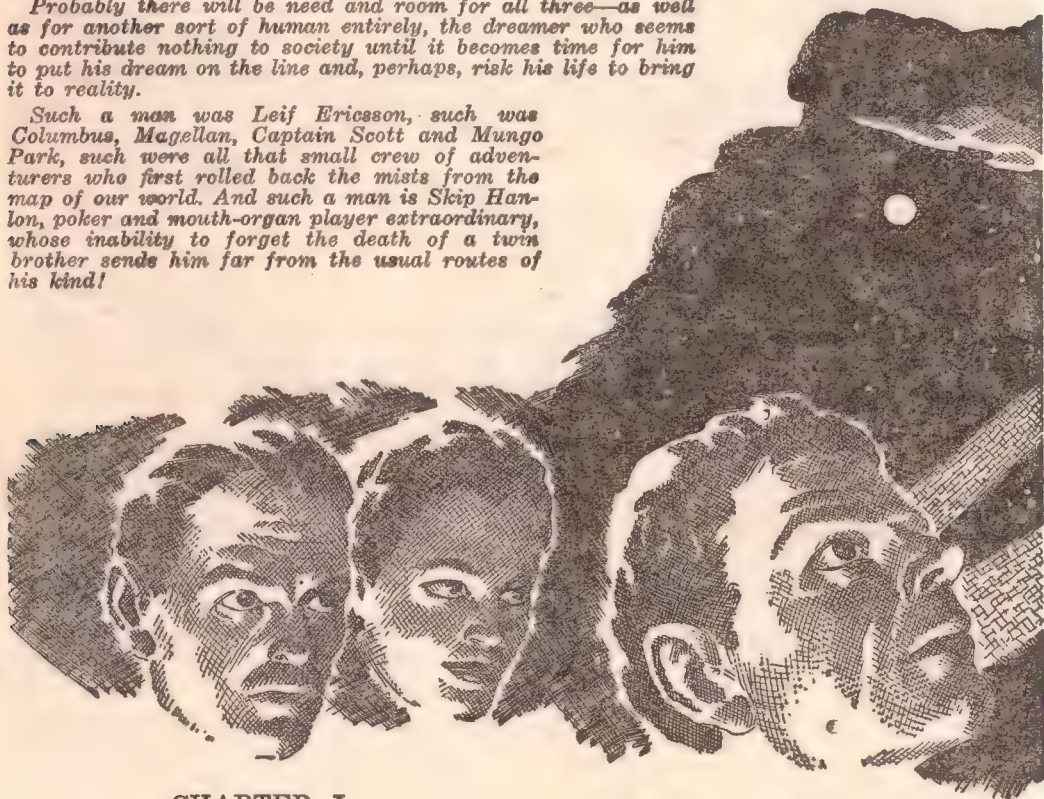 Probably there will be need and room for all three—as well
as for another sort of human entirely, the dreamer who seems
to contribute nothing to society until it becomes time for him
to put his dream on the line and, perhaps, risk his life to bring
it to reality.
Such a man was Leif Ericsson, such was
Columbus, Magellan, Captain Scott and Mungo
Park, such were all that small crew of adven-
turers who first rolled back the mists from the
map of our world. And such a man is Skip Han-
lon, poker and mouth-organ player extraordinary,
whose inability to forget the death of a twin
brother sends him far from the usual routes of
his kind!
CHAPTER I